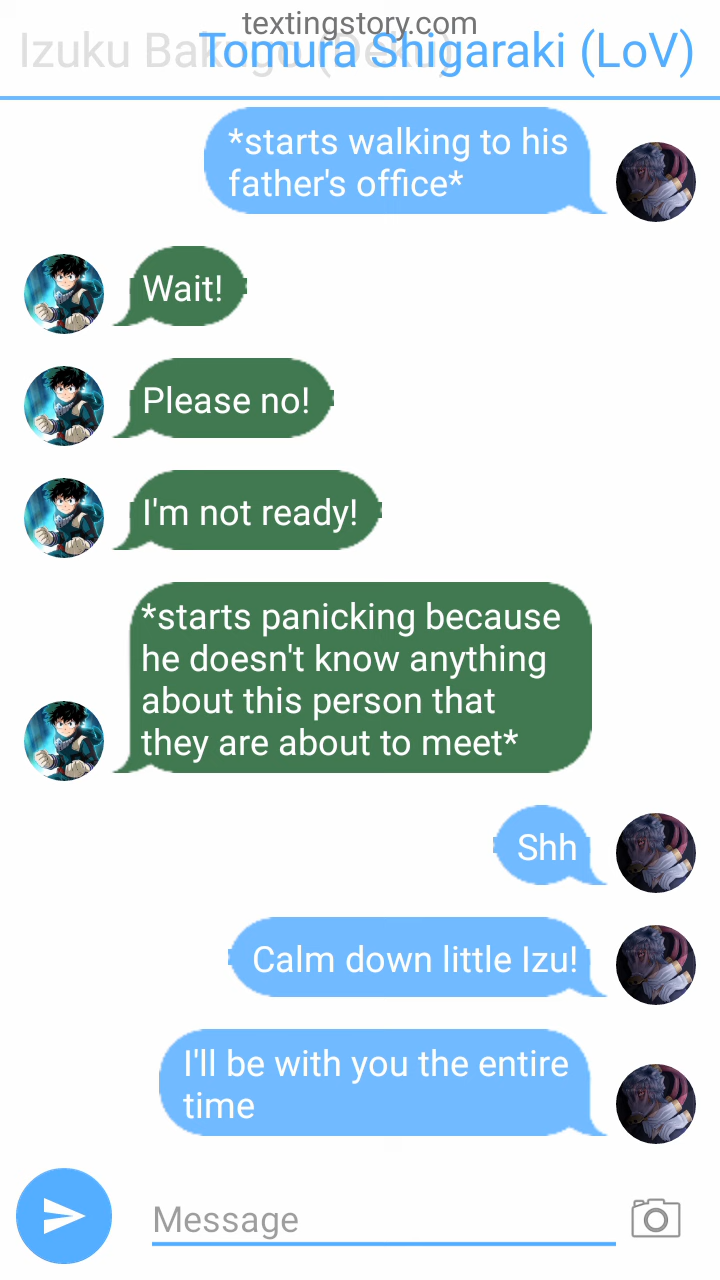 textingstory.com
Tomura Shigaraki (LoV)
*starts walking to his
father's office*
Wait!
Please no!
I'm not ready!
*starts panicking because
he doesn't know anything
about this person that
they are about to meet*
Shh
Calm down little Izu!
I'll be with you the entire
time
Message